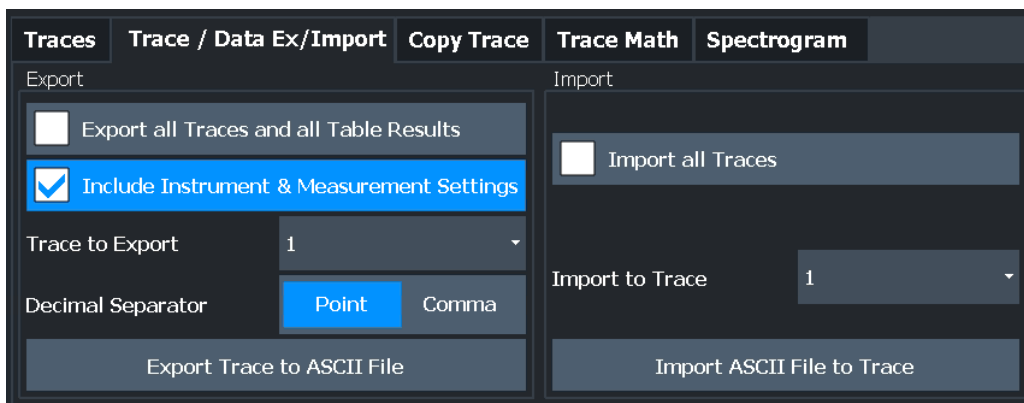 Traces Trace / Data Ex/Import Copy Trace Trace Math Spectrogram
Export
Export all Traces and all Table Results
Include Instrument & Measurement Settings
Trace to Export 1
Decimal Separator Point Comma
Export Trace to ASCII File
Import
Import all Traces
Import to Trace 1
Import ASCII File to Trace